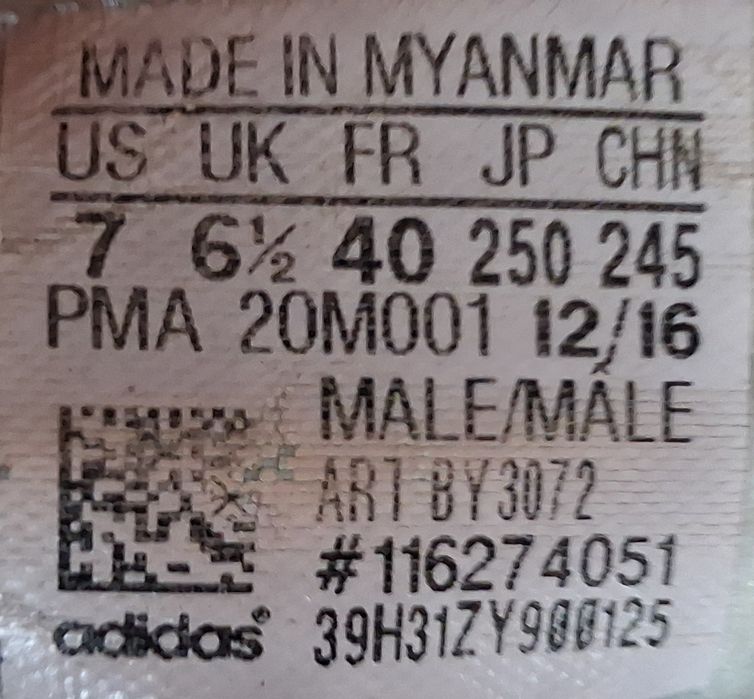 MADE IN MYANMAR
US UK FR JP CHN
7 6½ 40 250 245
PMA 20M001 12/16
MALE/MÂLE
ART BY3072
#116274051
adidas® 39H31ZY900125